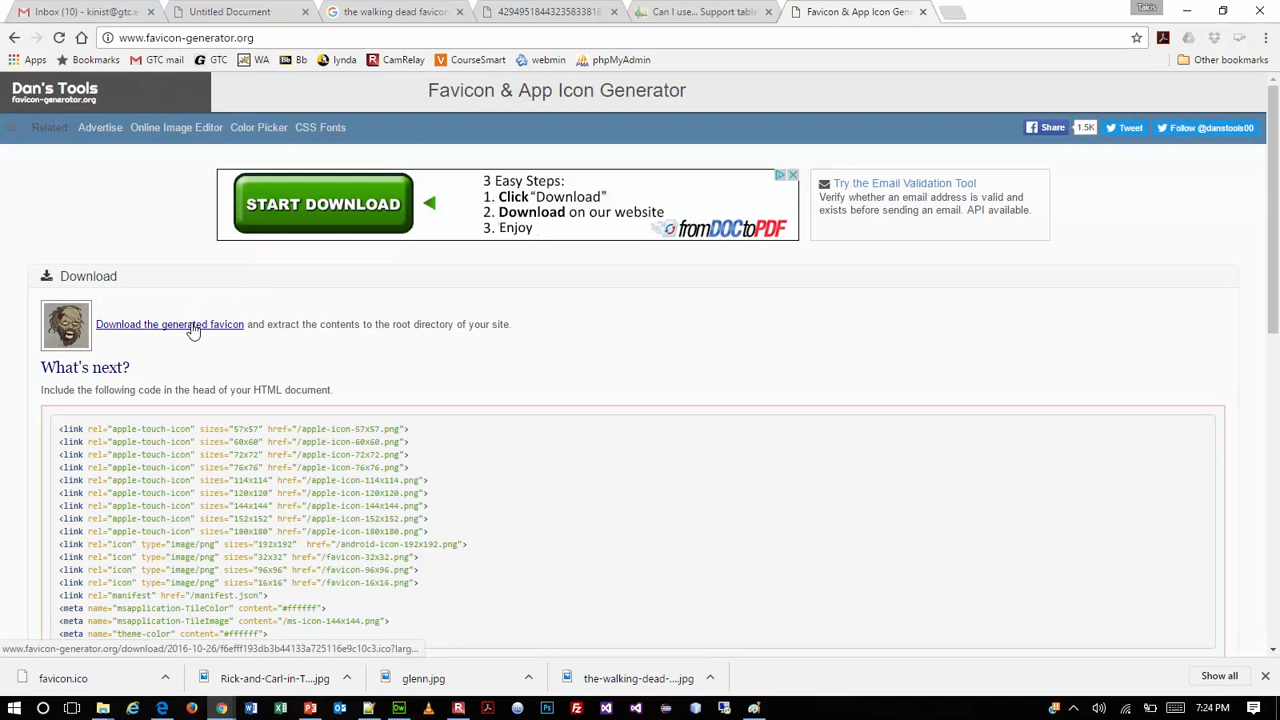 Inbox (10) - kinist@gtc.e
Untitled Document
the walking dead favicon
42949518442358338 18
Can I use... Support table
Favicon & App Icon Gene
Takis
www.favicon-generator.org
Apps
Bookmarks
GTC mail
GTC
WA
Bb
lynda
CamRelay
CourseSmart
webmin
phpMyAdmin
Other bookmarks
Dan's Tools
favicon-generator.org
Favicon & App Icon Generator
Related:
Advertise
Online Image Editor
Color Picker
CSS Fonts
Share
1.5K
Tweet
Follow @danstools00
START DOWNLOAD
3 Easy Steps:
1. Click "Download"
2. Download on our website
3. Enjoy
fromDOCtoPDF
Try the Email Validation Tool
Verify whether an email address is valid and
exists before sending an email. API available.
Download
Download the generated favicon and extract the contents to the root directory of your site.
What's next?
Include the following code in the head of your HTML document.
<link rel="apple-touch-icon" sizes="57x57" href="/apple-icon-57x57.png">
<link rel="apple-touch-icon" sizes="60x60" href="/apple-icon-60x60.png">
<link rel="apple-touch-icon" sizes="72x72" href="/apple-icon-72x72.png">
<link rel="apple-touch-icon" sizes="76x76" href="/apple-icon-76x76.png">
<link rel="apple-touch-icon" sizes="114x114" href="/apple-icon-114x114.png">
<link rel="apple-touch-icon" sizes="120x120" href="/apple-icon-120x120.png">
<link rel="apple-touch-icon" sizes="144x144" href="/apple-icon-144x144.png">
<link rel="apple-touch-icon" sizes="152x152" href="/apple-icon-152x152.png">
<link rel="apple-touch-icon" sizes="180x180" href="/apple-icon-180x180.png">
<link rel="icon" type="image/png" sizes="192x192"  href="/android-icon-192x192.png">
<link rel="icon" type="image/png" sizes="32x32" href="/favicon-32x32.png">
<link rel="icon" type="image/png" sizes="96x96" href="/favicon-96x96.png">
<link rel="icon" type="image/png" sizes="16x16" href="/favicon-16x16.png">
<link rel="manifest" href="/manifest.json">
<meta name="msapplication-TileColor" content="#ffffff">
<meta name="msapplication-TileImage" content="/ms-icon-144x144.png">
<meta name="theme-color" content="#ffffff">
www.favicon-generator.org/download/2016-10-26/f6efff193db3b44133a725116e9c10c3.ico?larg...
favicon.ico
Rick-and-Carl-in-T....jpg
glenn.jpg
the-walking-dead-....jpg
Show all
7:24 PM